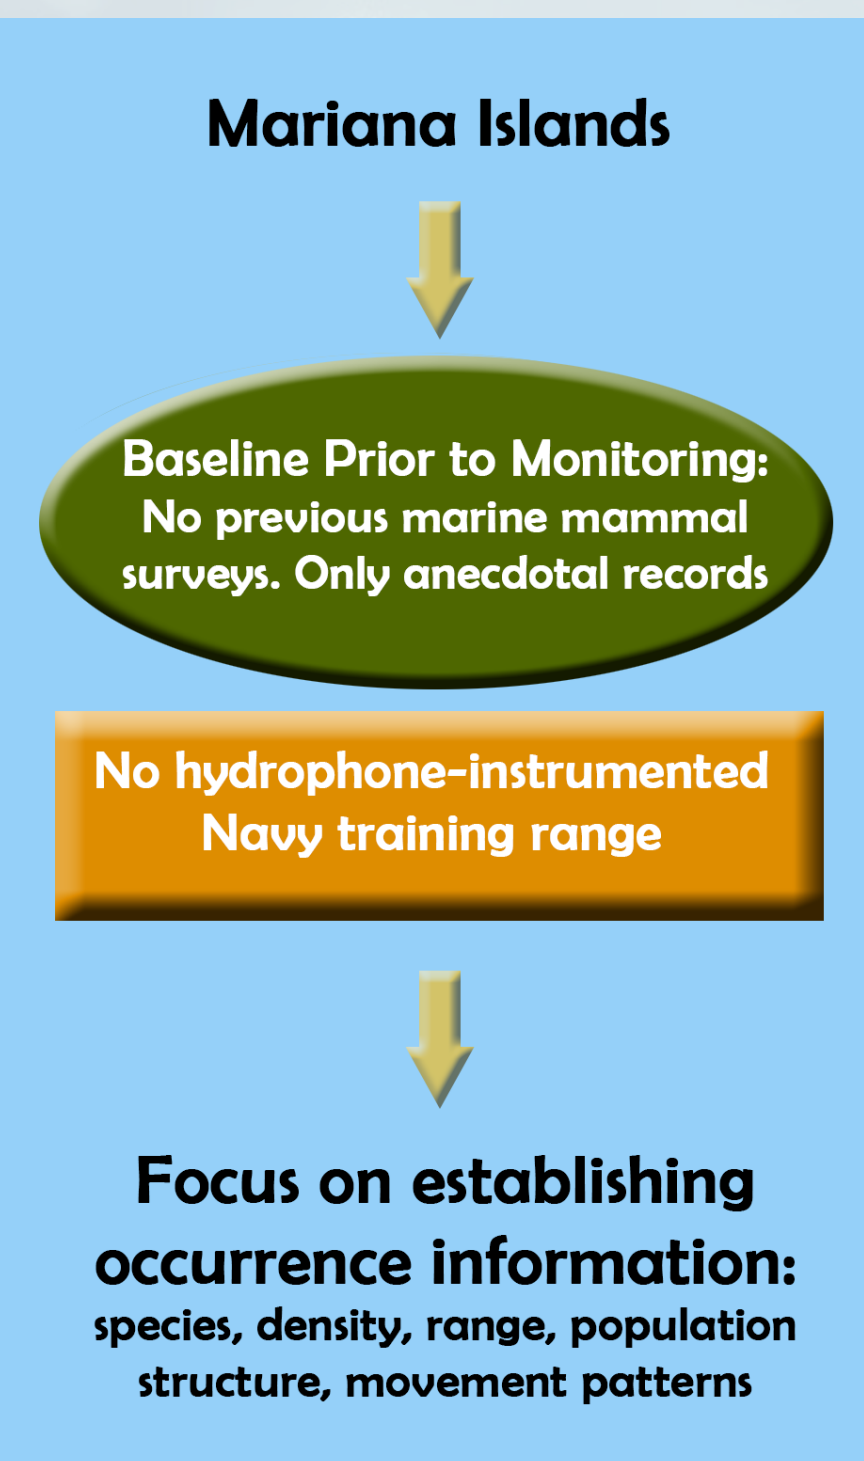 Mariana Islands
Baseline Prior to Monitoring:
No previous marine mammal
surveys. Only anecdotal records
No hydrophone-instrumented
Navy training range
Focus on establishing
occurrence information:
species, density, range, population
structure, movement patterns